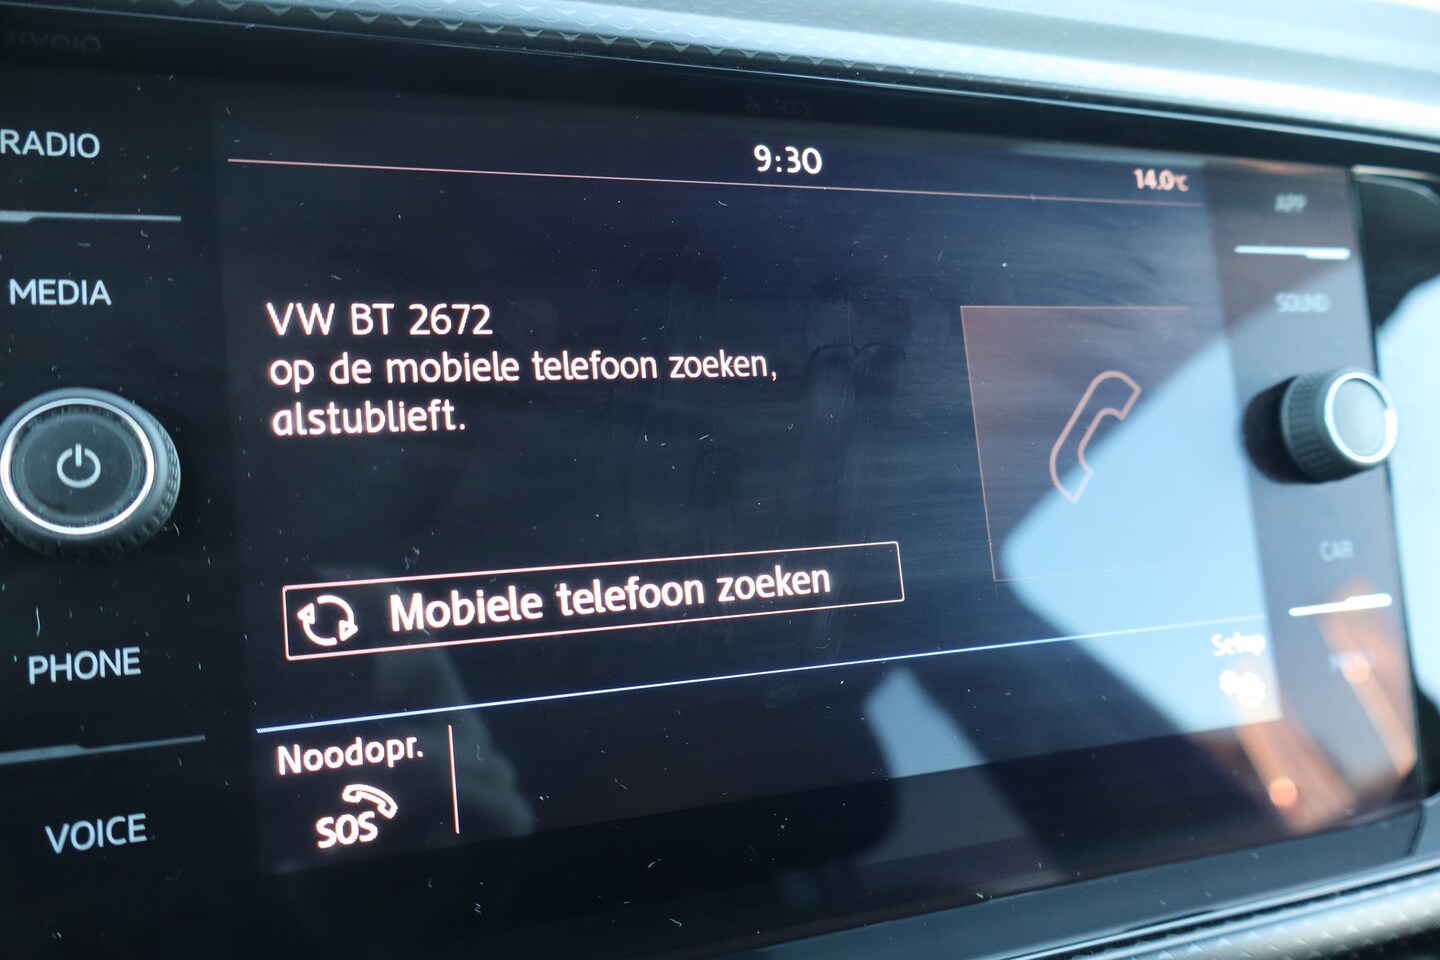 RADIO
MEDIA
PHONE
VOICE
9:30
14.0°C
VW BT 2672
op de mobiele telefoon zoeken,
alstublieft.
Mobiele telefoon zoeken
Setup
Noodopr.
SOS
APP
SOUND
CAR